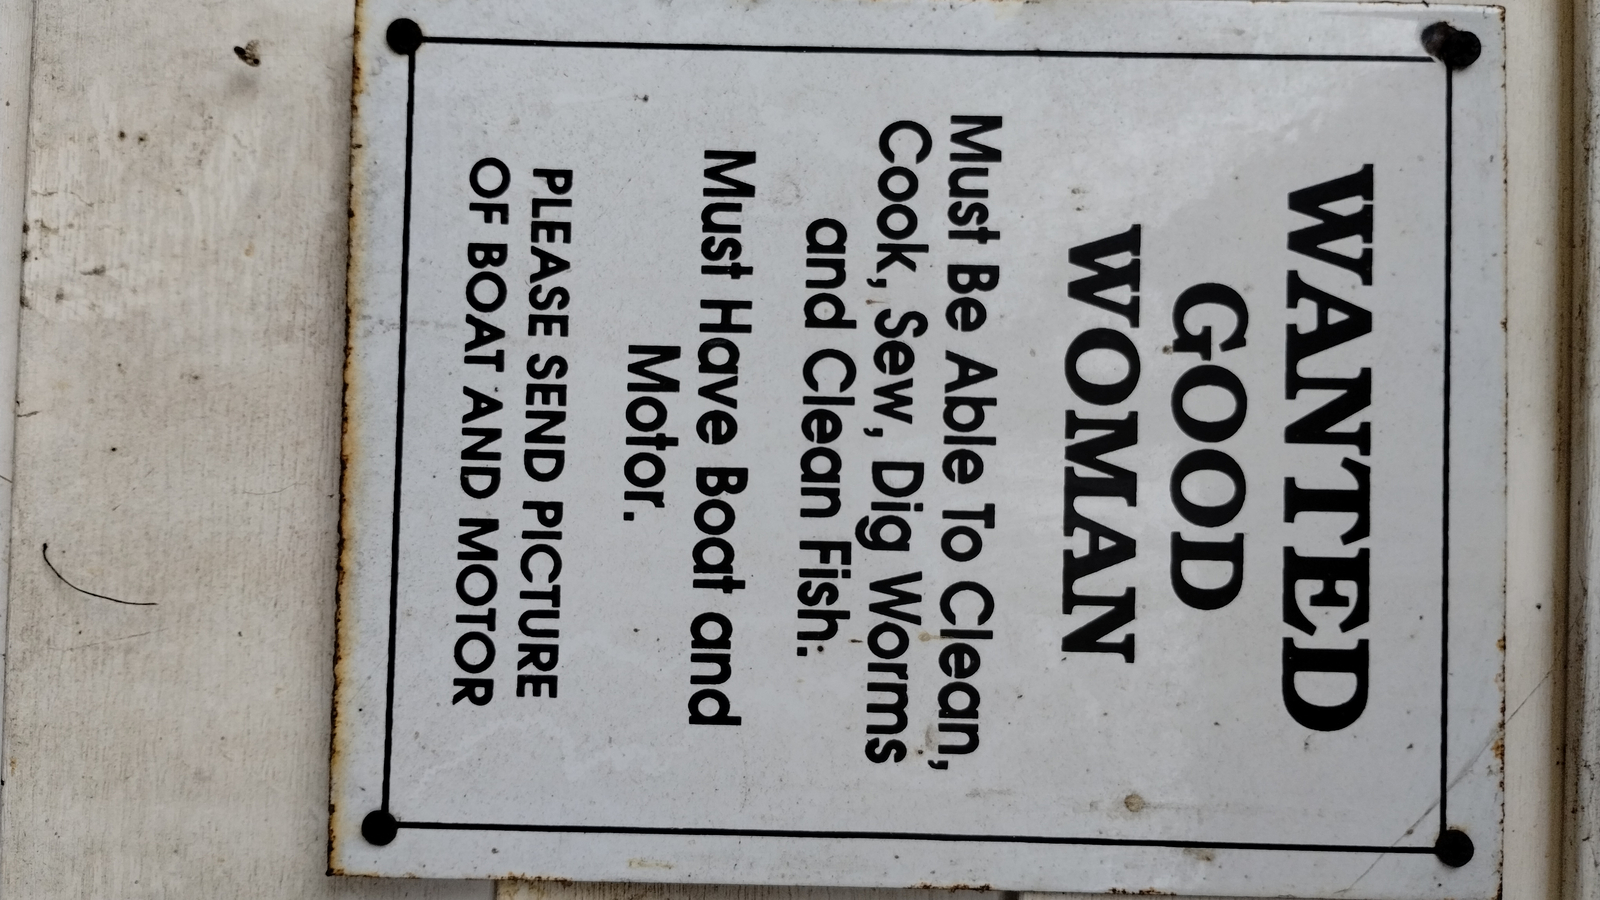 WANTED
GOOD
WOMAN
Must Be Able To Clean,
Cook, Sew, Dig Worms
and Clean Fish.
Must Have Boat and
Motor.
PLEASE SEND PICTURE
OF BOAT AND MOTOR